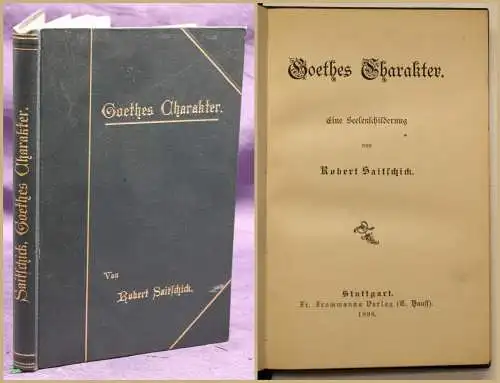 Saitschick, Goethes Charakter.
Goethes Charakter.
Von
Robert Saitschick.
Goethes Charakter.
Eine Seelenschilderung
von
Robert Saitschick.
Stuttgart.
Fr. Frommanns Verlag (E. Hauff).
1898.